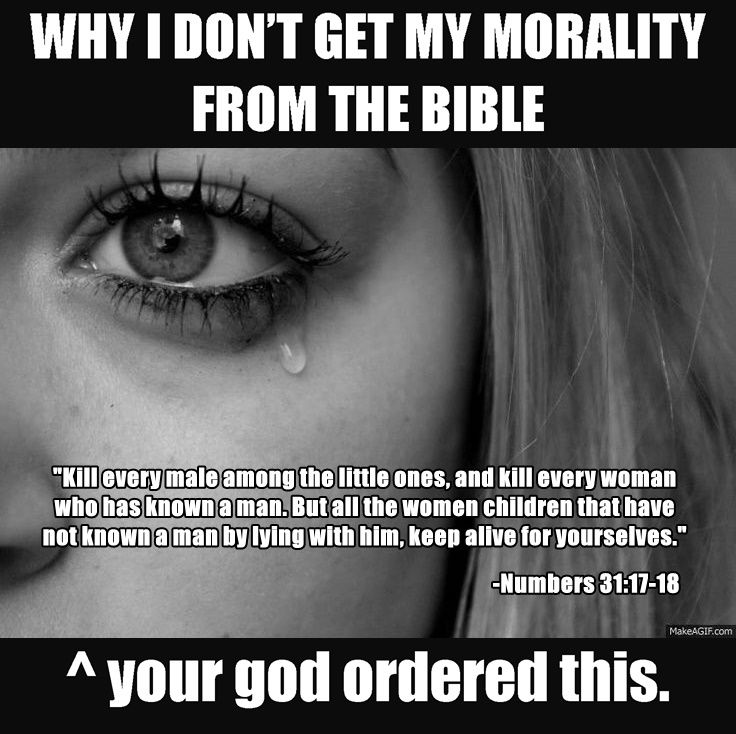 WHY I DON'T GET MY MORALITY
FROM THE BIBLE
"Kill every male among the little ones, and kill every woman
who has known a man. But all the women children that have
not known a man by lying with him, keep alive for yourselves."
-Numbers 31:17-18
MakeAGIF.com
^ your god ordered this.